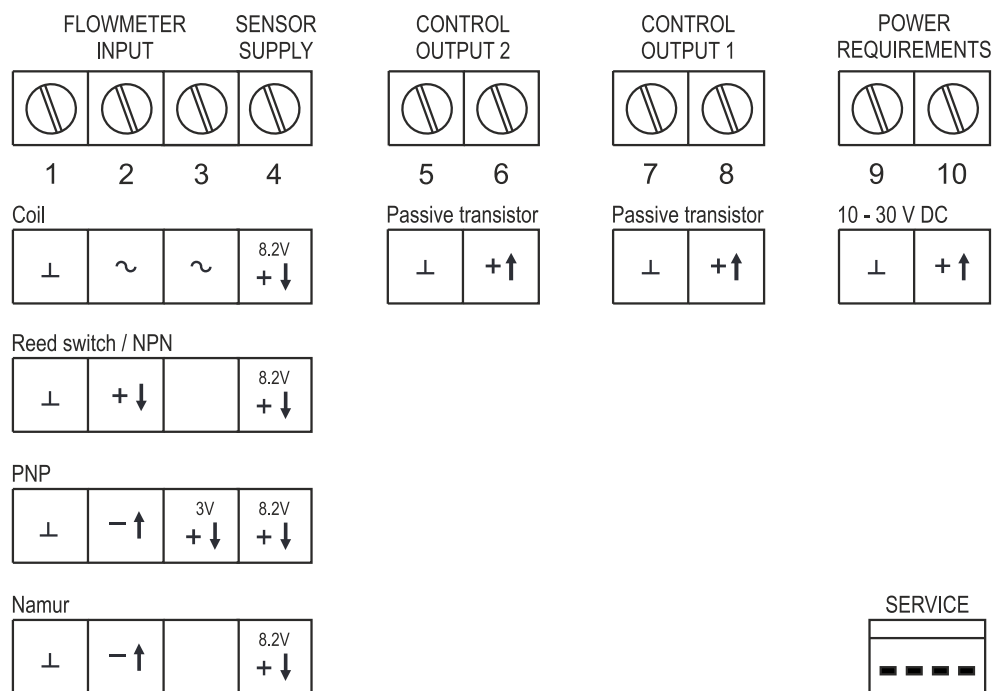 FLOWMETER INPUT
SENSOR SUPPLY
CONTROL OUTPUT 2
CONTROL OUTPUT 1
POWER REQUIREMENTS
1 2 3 4 5 6 7 8 9 10
Coil
Passive transistor
Passive transistor
10 - 30 V DC
⊥ ~ ~ 8.2V + ↓
⊥ + ↑
⊥ + ↑
⊥ + ↑
Reed switch / NPN
⊥ + ↓ 8.2V + ↓
PNP
⊥ − ↑ 3V + ↓ 8.2V + ↓
Namur
⊥ − ↑ 8.2V + ↓
SERVICE